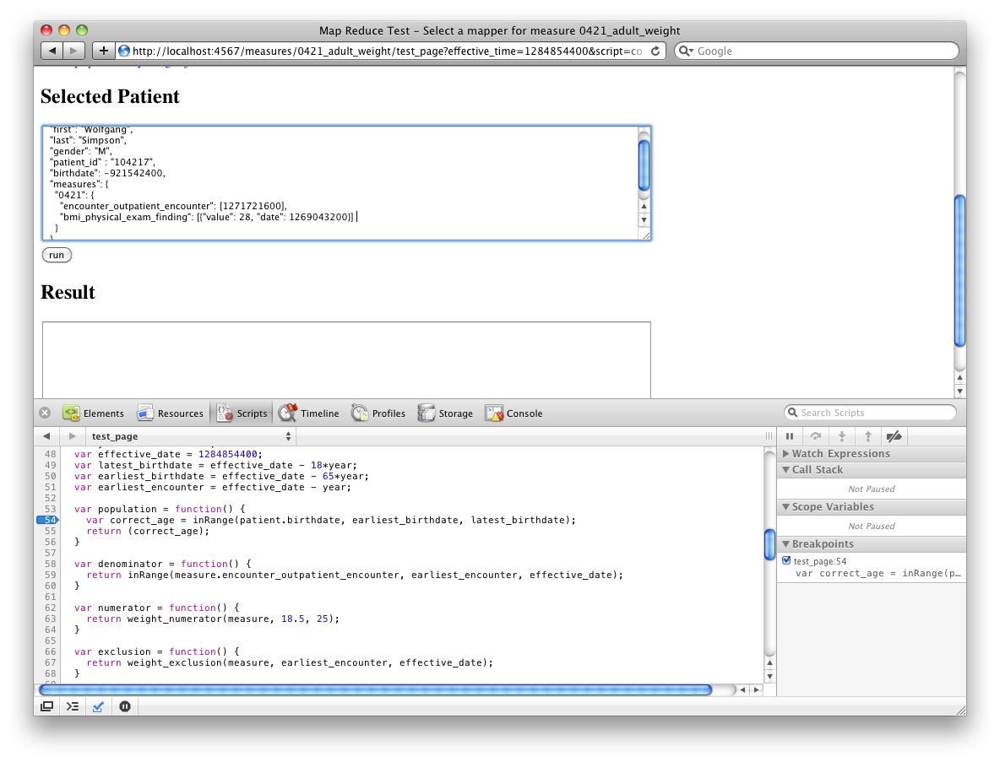 Map Reduce Test – Select a mapper for measure 0421_adult_weight
http://localhost:4567/measures/0421_adult_weight/test_page?effective_time=1284854400&script=co
Google
Selected Patient
"first": "Wolfgang",
"last": "Simpson",
"gender": "M",
"patient_id" : "104217",
"birthdate": -921542400,
"measures": {
"0421": {
"encounter_outpatient_encounter": [1271721600],
"bmi_physical_exam_finding": [{"value": 28, "date": 1269043200}]
}
run
Result
Elements Resources Scripts Timeline Profiles Storage Console
Search Scripts
test_page
48 var effective_date = 1284854400;
49 var latest_birthdate = effective_date - 18*year;
50 var earliest_birthdate = effective_date - 65*year;
51 var earliest_encounter = effective_date - year;
52
53 var population = function() {
54 var correct_age = inRange(patient.birthdate, earliest_birthdate, latest_birthdate);
55 return (correct_age);
56 }
57
58 var denominator = function() {
59 return inRange(measure.encounter_outpatient_encounter, earliest_encounter, effective_date);
60 }
61
62 var numerator = function() {
63 return weight_numerator(measure, 18.5, 25);
64 }
65
66 var exclusion = function() {
67 return weight_exclusion(measure, earliest_encounter, effective_date);
68 }
Watch Expressions
Call Stack
Not Paused
Scope Variables
Not Paused
Breakpoints
test_page:54
var correct_age = inRange(p…